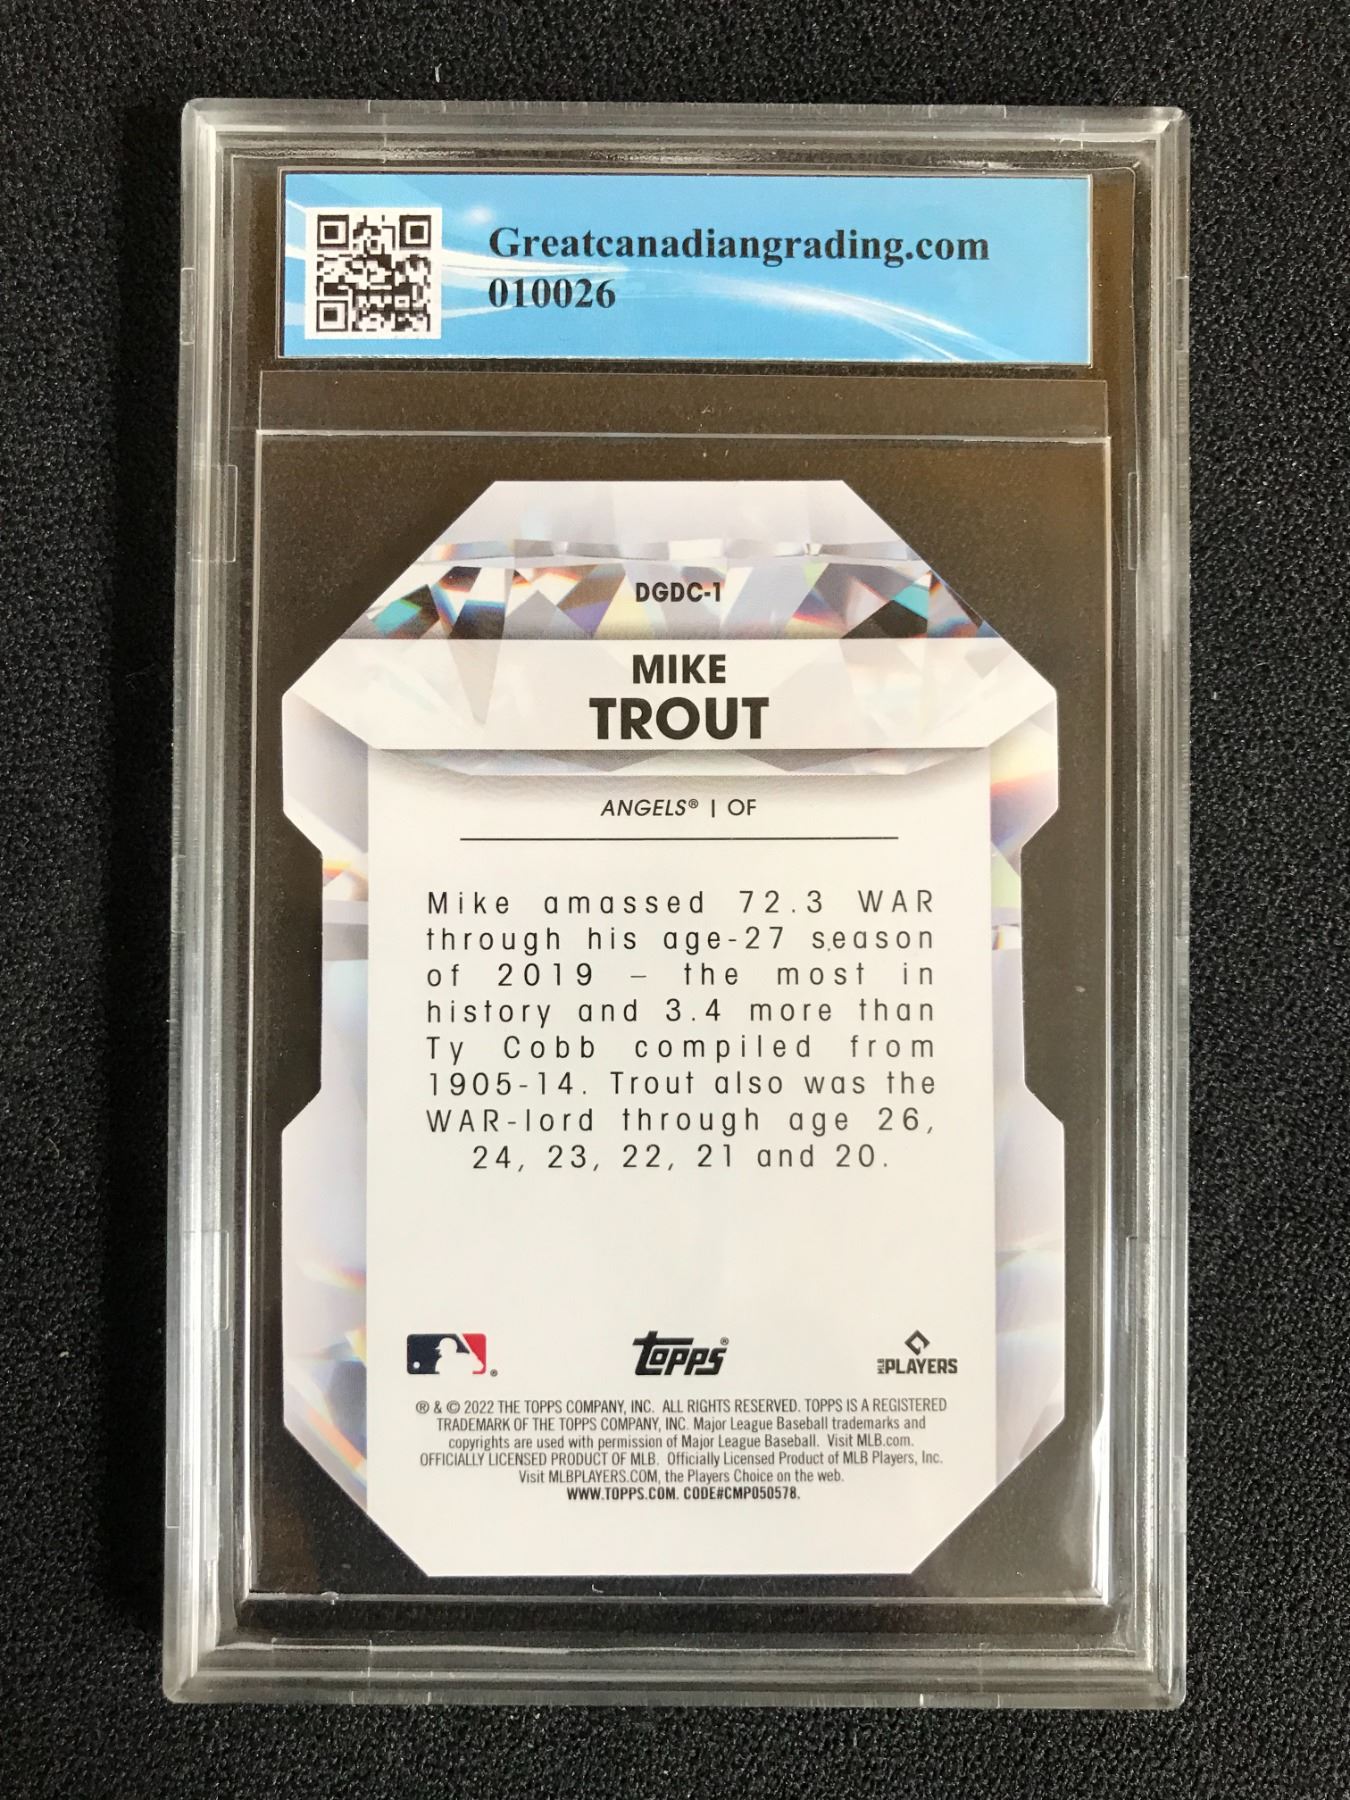 Greatcanadiangrading.com
010026
DGDC-1
MIKE
TROUT
ANGELS® | OF
Mike amassed 72.3 WAR
through his age-27 season
of 2019 – the most in
history and 3.4 more than
Ty Cobb compiled from
1905-14. Trout also was the
WAR-lord through age 26,
24, 23, 22, 21 and 20.
® topps® MLB PLAYERS
® & © 2022 THE TOPPS COMPANY, INC. ALL RIGHTS RESERVED. TOPPS IS A REGISTERED
TRADEMARK OF THE TOPPS COMPANY, INC. Major League Baseball trademarks and
copyrights are used with permission of Major League Baseball. Visit MLB.com.
OFFICIALLY LICENSED PRODUCT OF MLB. Officially Licensed Product of MLB Players, Inc.
Visit MLBPLAYERS.COM, the Players Choice on the web.
WWW.TOPPS.COM. CODE#CMP050578.